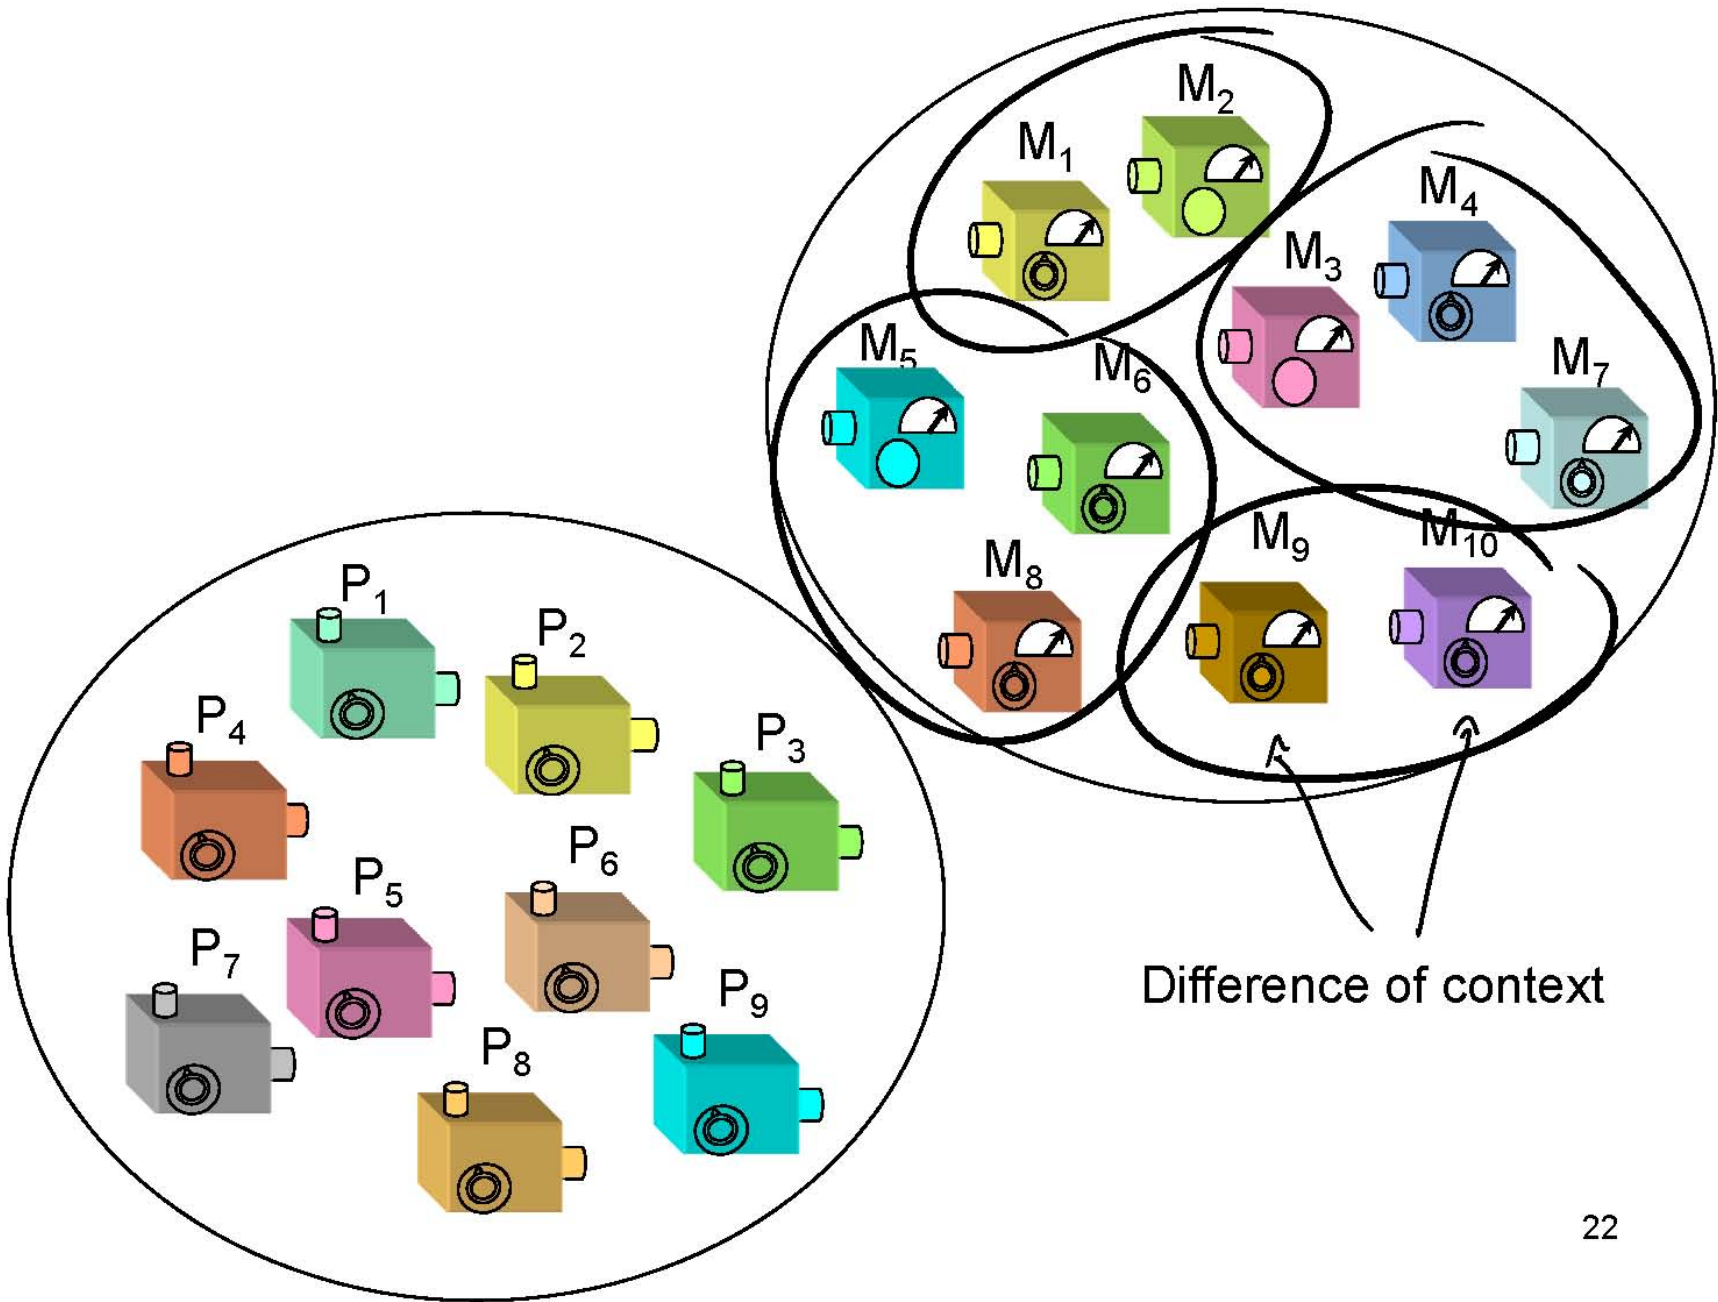 M₂
M₁
M₄
M₃
M₅
M₆
M₇
M₉
M₁₀
M₈
P₁
P₂
P₄
P₃
P₆
P₅
P₇
P₉
Difference of context
P₈
22